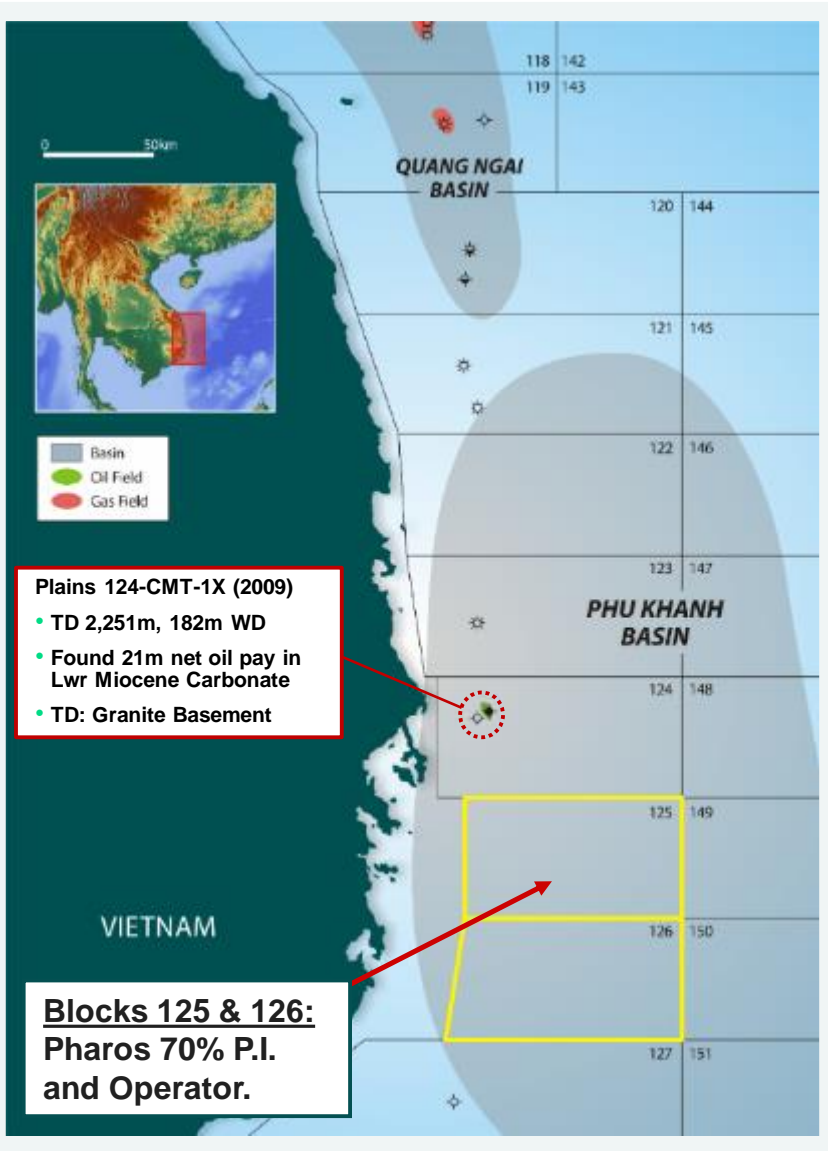 118 142
119 143
0 50km
QUANG NGAI
BASIN
120 144
121 145
Basin
Oil Field
Gas Field
122 146
123 147
Plains 124-CMT-1X (2009)
• TD 2,251m, 182m WD
• Found 21m net oil pay in
Lwr Miocene Carbonate
• TD: Granite Basement
PHU KHANH
BASIN
124 148
125 149
VIETNAM
126 150
Blocks 125 & 126:
Pharos 70% P.I.
and Operator.
127 151